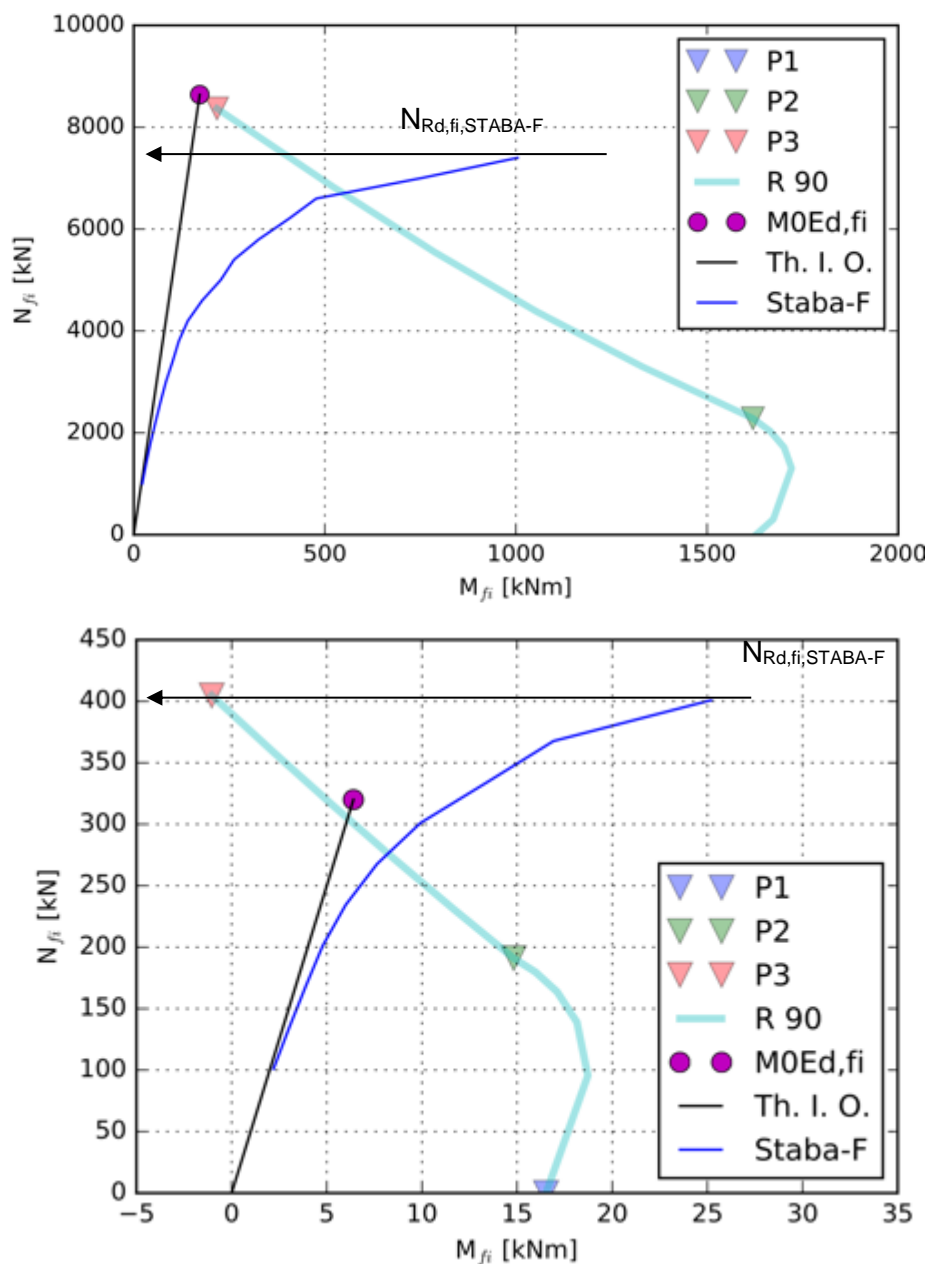 10000
8000
6000
4000
2000
0
N_fi [kN]
N_Rd,fi,STABA-F
P1
P2
P3
R 90
M0Ed,fi
Th. I. O.
Staba-F
0 500 1000 1500 2000
M_fi [kNm]
450
400
350
300
250
200
150
100
50
0
N_fi [kN]
N_Rd,fi,STABA-F
P1
P2
P3
R 90
M0Ed,fi
Th. I. O.
Staba-F
−5 0 5 10 15 20 25 30 35
M_fi [kNm]